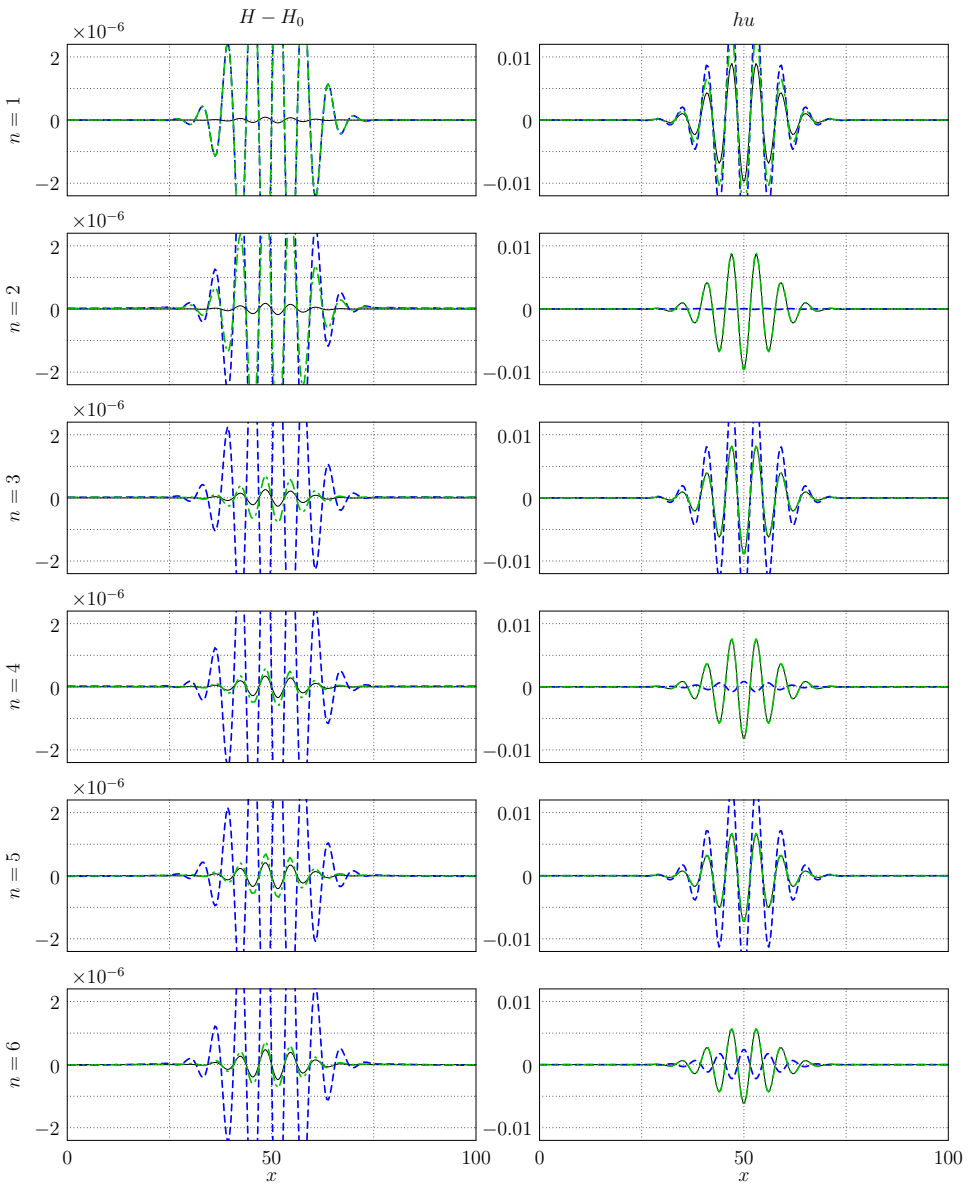 H − H₀ hu
×10⁻⁶
n = 1 2 0 −2 0.01 0 −0.01
×10⁻⁶
n = 2 2 0 −2 0.01 0 −0.01
×10⁻⁶
n = 3 2 0 −2 0.01 0 −0.01
×10⁻⁶
n = 4 2 0 −2 0.01 0 −0.01
×10⁻⁶
n = 5 2 0 −2 0.01 0 −0.01
×10⁻⁶
n = 6 2 0 −2 0.01 0 −0.01
0 50 100 0 50 100
x x